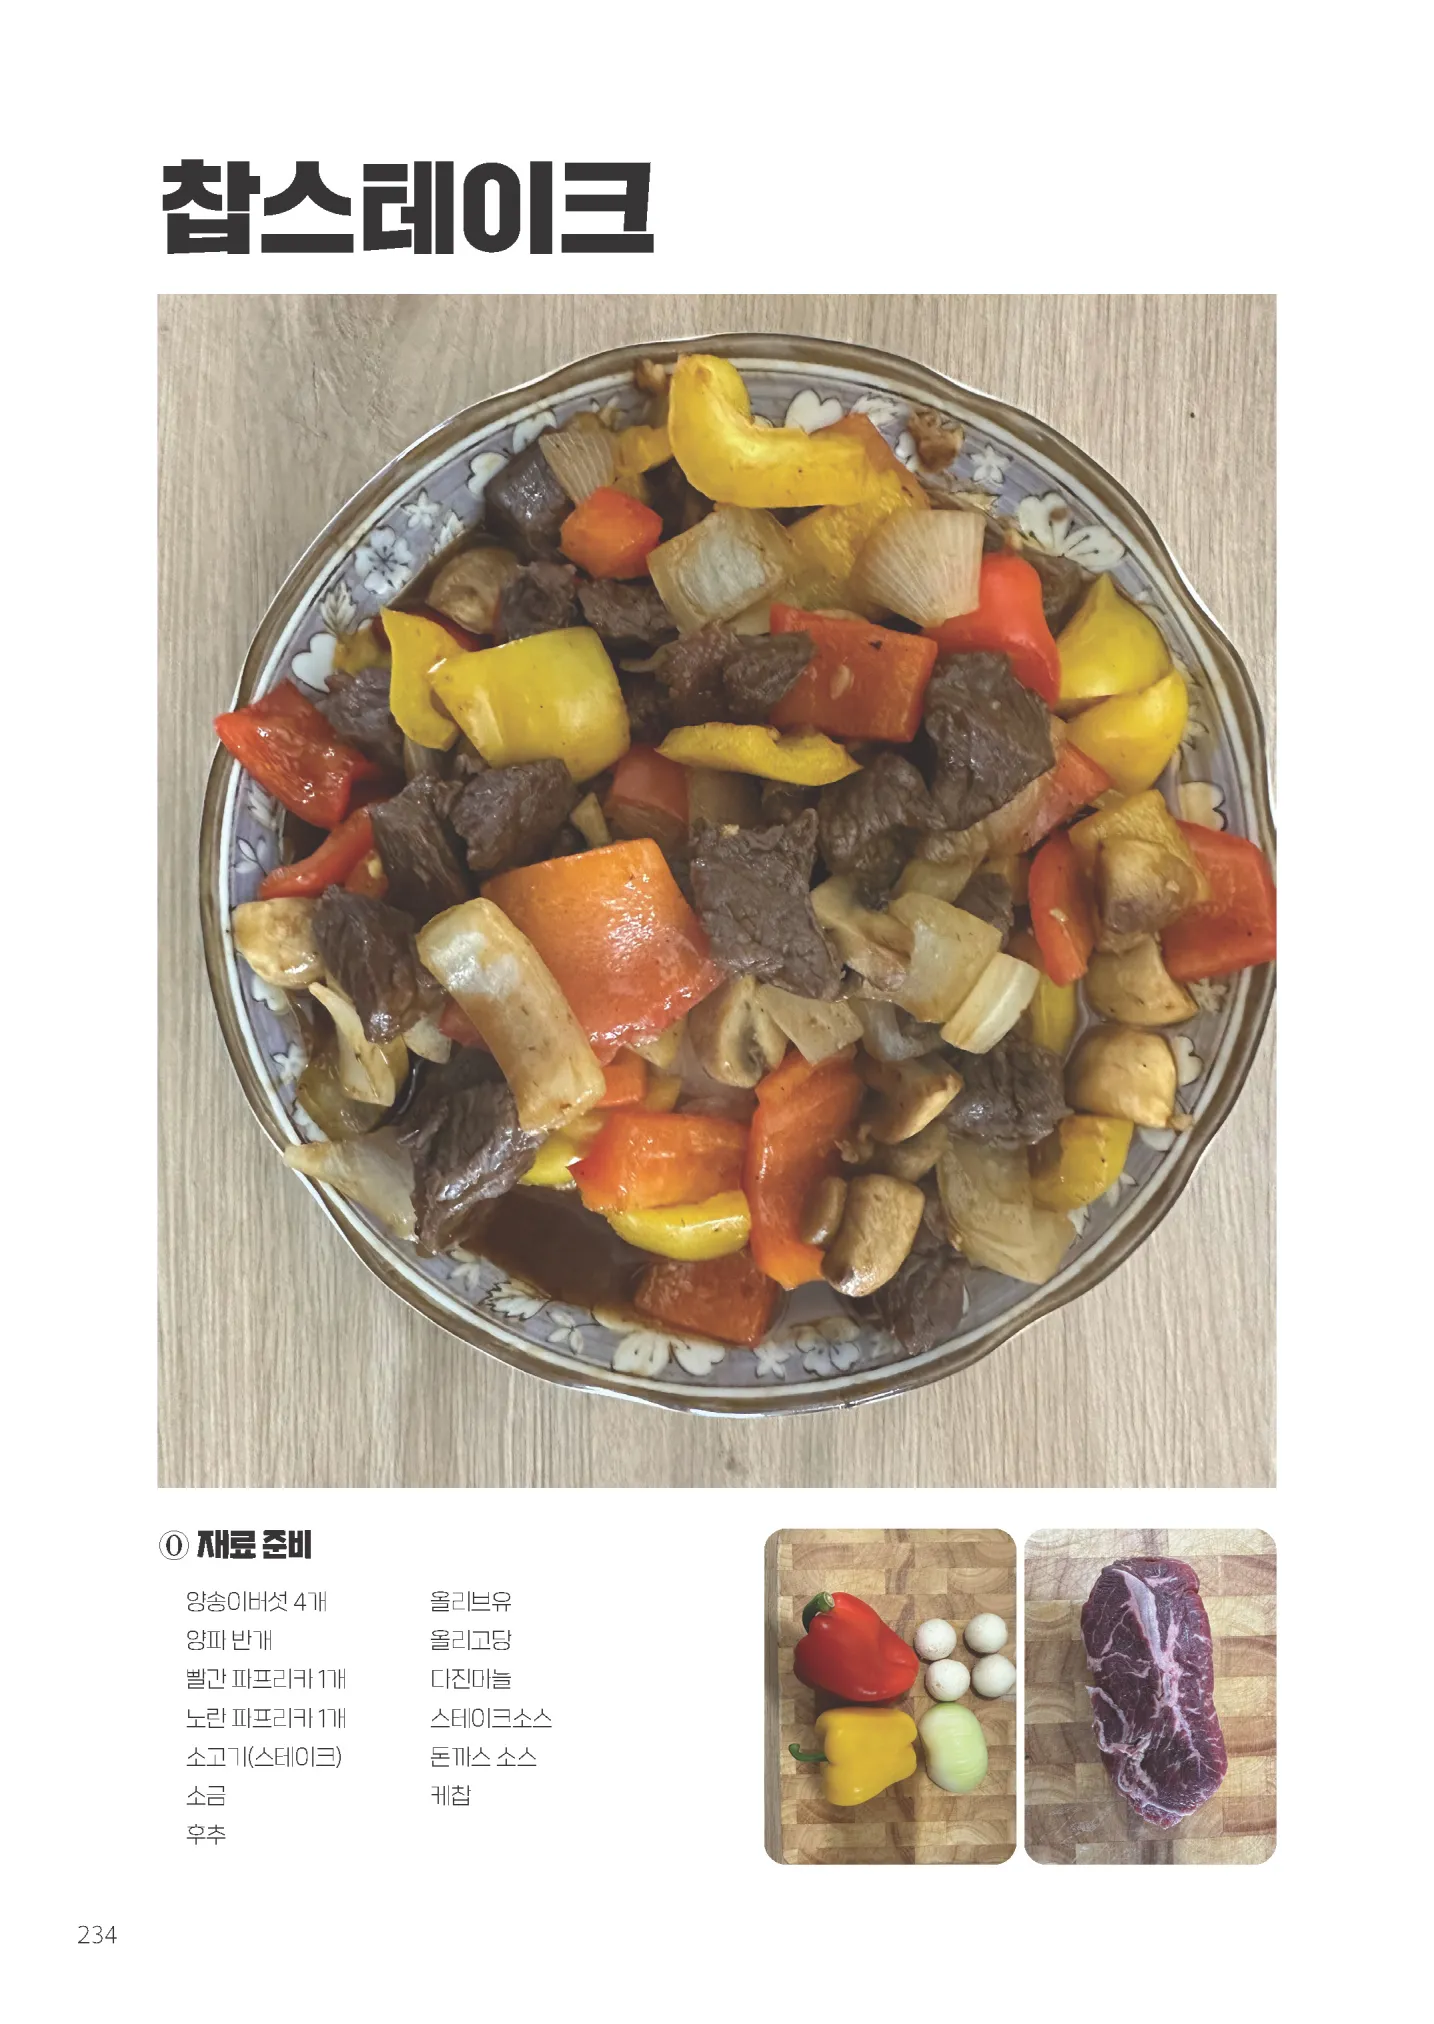 찹스테이크
⓪ 재료 준비
양송이버섯 4개
양파 반개
빨간 파프리카 1개
노란 파프리카 1개
소고기(스테이크)
소금
후추
올리브유
올리고당
다진마늘
스테이크소스
돈까스 소스
케찹
234